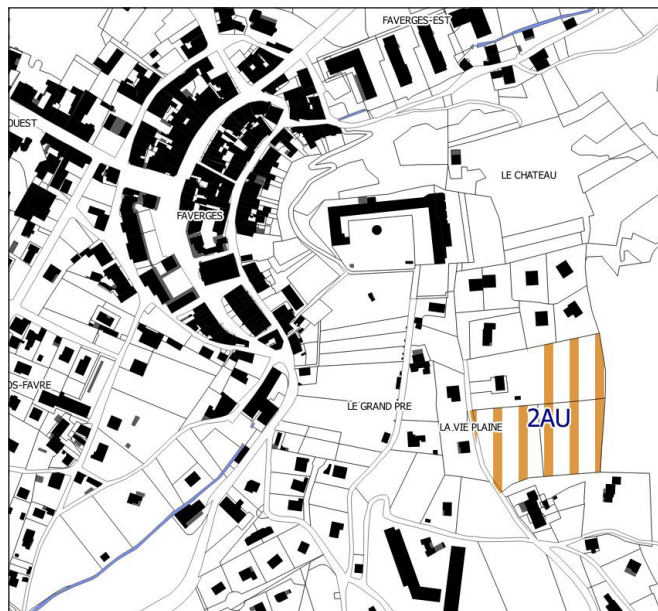 FAVERGES-EST
OUEST
LE CHATEAU
FAVERGES
OS-FAVRE
LE GRAND PRE
LA VIE PLAINE
2AU